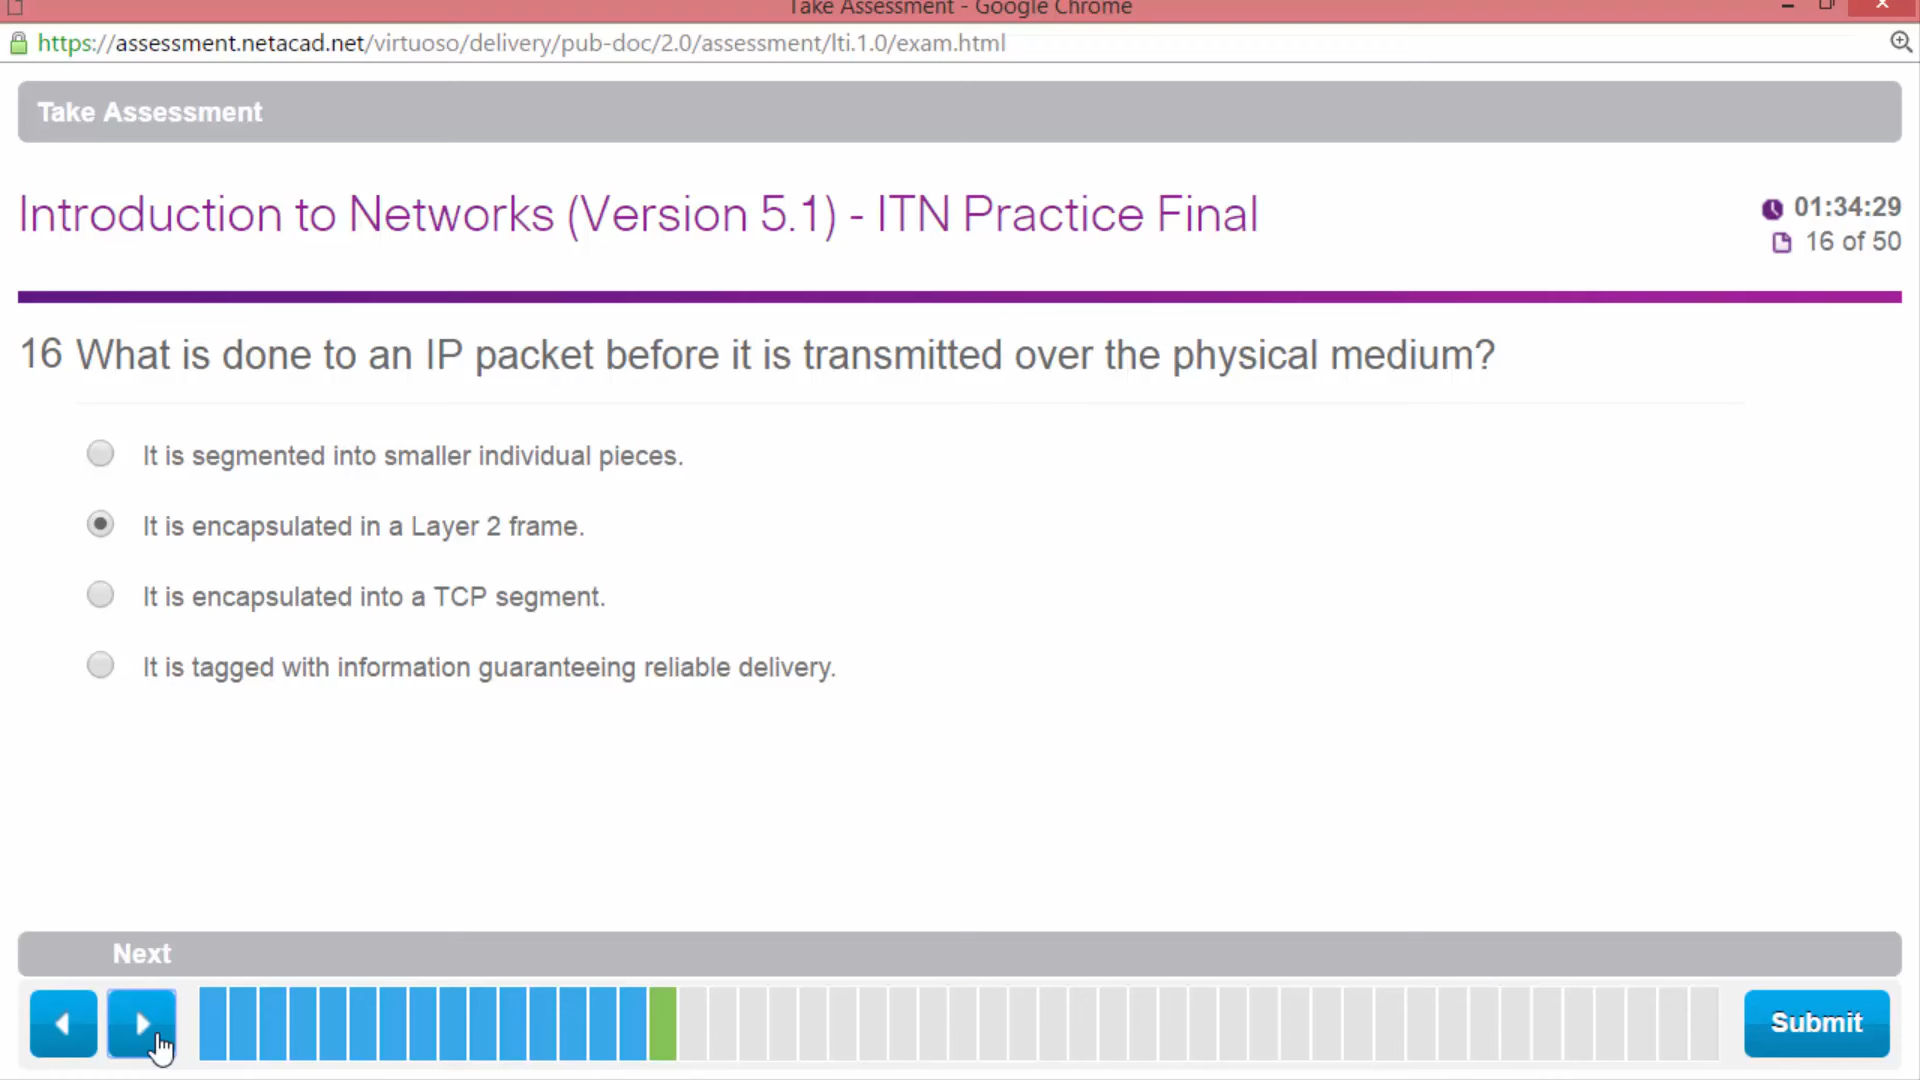 Take Assessment - Google Chrome
https://assessment.netacad.net/virtuoso/delivery/pub-doc/2.0/assessment/lti.1.0/exam.html
Take Assessment
Introduction to Networks (Version 5.1) - ITN Practice Final
01:34:29
16 of 50
16 What is done to an IP packet before it is transmitted over the physical medium?
It is segmented into smaller individual pieces.
It is encapsulated in a Layer 2 frame.
It is encapsulated into a TCP segment.
It is tagged with information guaranteeing reliable delivery.
Next
Submit